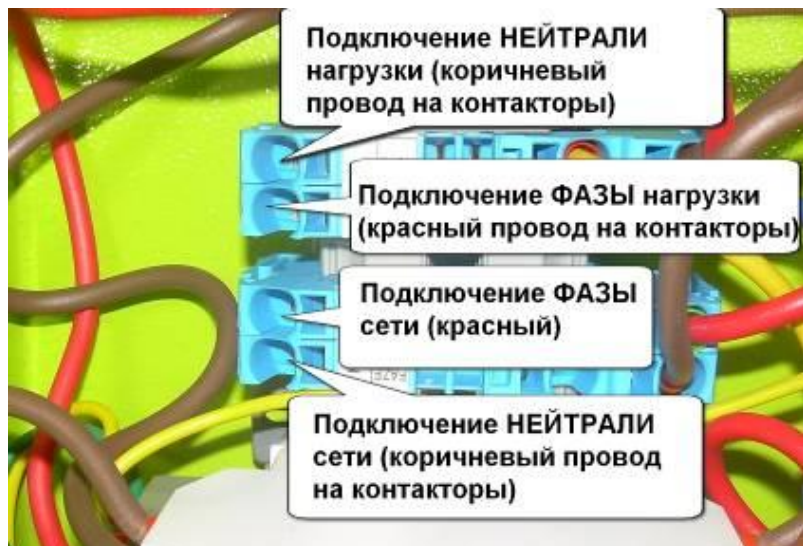 Подключение НЕЙТРАЛИ
нагрузки (коричневый
провод на контакторы)
Подключение ФАЗЫ нагрузки
(красный провод на контакторы)
Подключение ФАЗЫ
сети (красный)
Подключение НЕЙТРАЛИ
сети (коричневый провод
на контакторы)